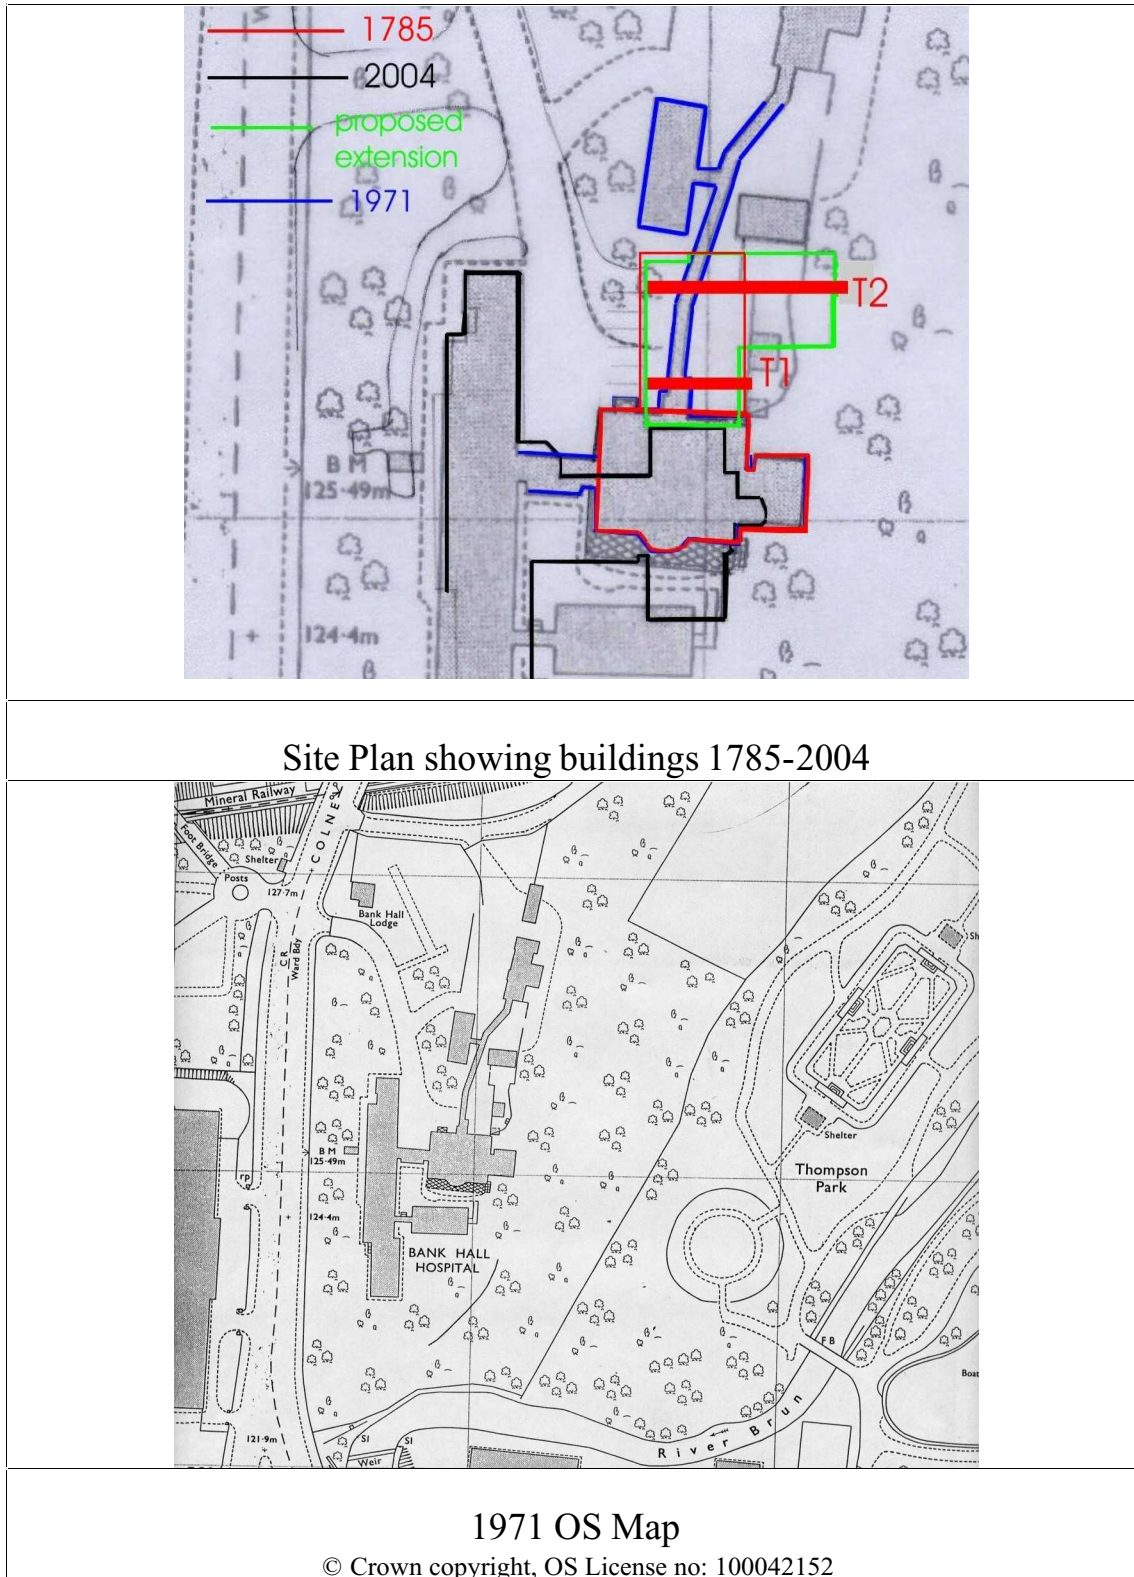 1785
2004
proposed
extension
1971
T2
T1
B M
125·49m
124·4m
Site Plan showing buildings 1785-2004
Mineral Railway
Foot Bridge
COLNE
Shelter
Posts
127·7m
Bank Hall
Lodge
CR
Ward Bdy
Sh
Shelter
B M
125·49m
Thompson
Park
rp
124·4m
BANK HALL
HOSPITAL
F B
Boat
121·9m
Sl
Sl
Weir
River Brun
1971 OS Map
© Crown copyright, OS License no: 100042152